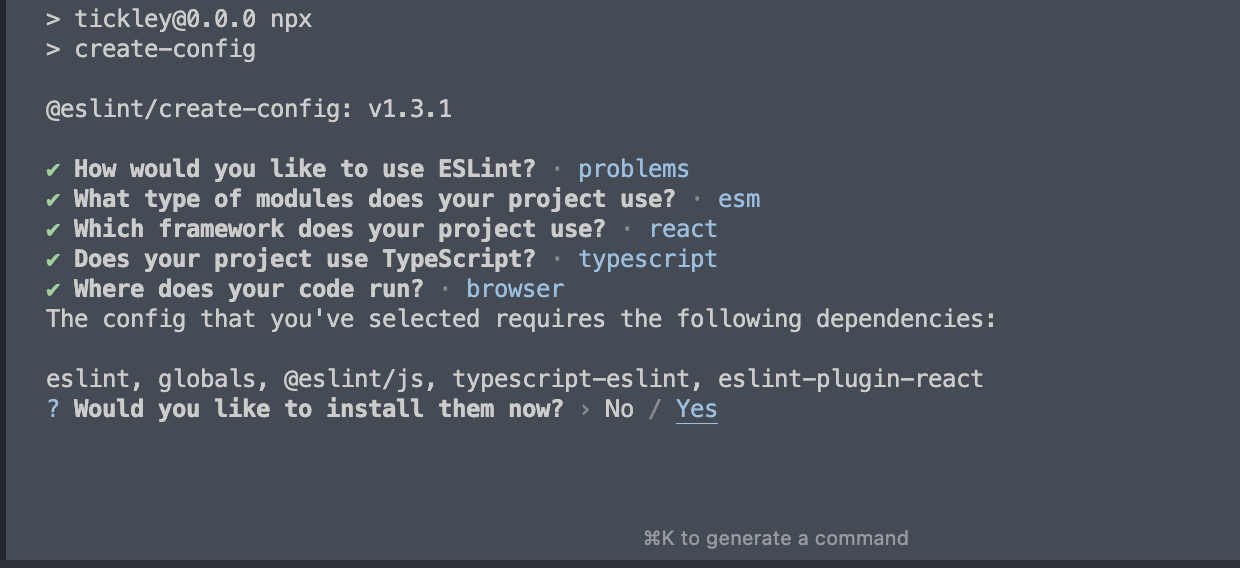 > tickley@0.0.0 npx
> create-config
@eslint/create-config: v1.3.1
✔ How would you like to use ESLint? · problems
✔ What type of modules does your project use? · esm
✔ Which framework does your project use? · react
✔ Does your project use TypeScript? · typescript
✔ Where does your code run? · browser
The config that you've selected requires the following dependencies:
eslint, globals, @eslint/js, typescript-eslint, eslint-plugin-react
? Would you like to install them now? › No / Yes
⌘K to generate a command